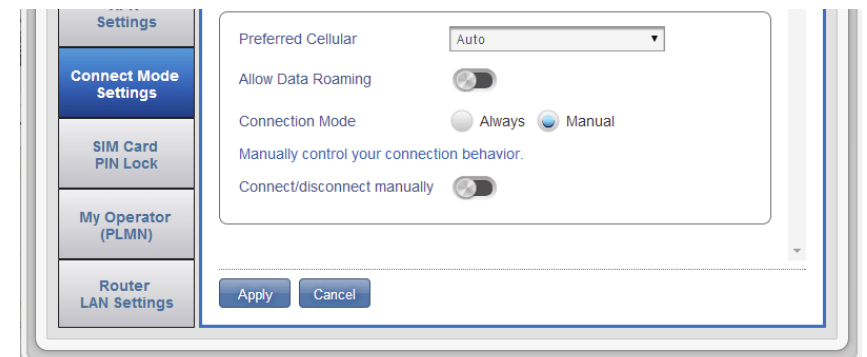 Settings
Connect Mode
Settings
SIM Card
PIN Lock
My Operator
(PLMN)
Router
LAN Settings
Preferred Cellular
Auto
Allow Data Roaming
Connection Mode
Always
Manual
Manually control your connection behavior.
Connect/disconnect manually
Apply
Cancel